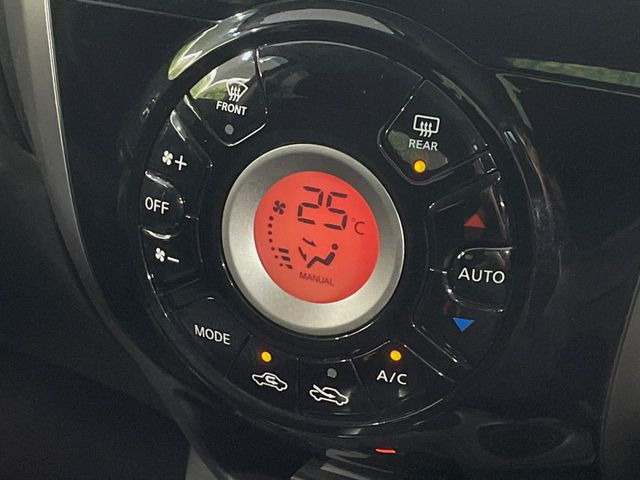 FRONT
REAR
+
OFF
-
25°C
MANUAL
AUTO
MODE
A/C